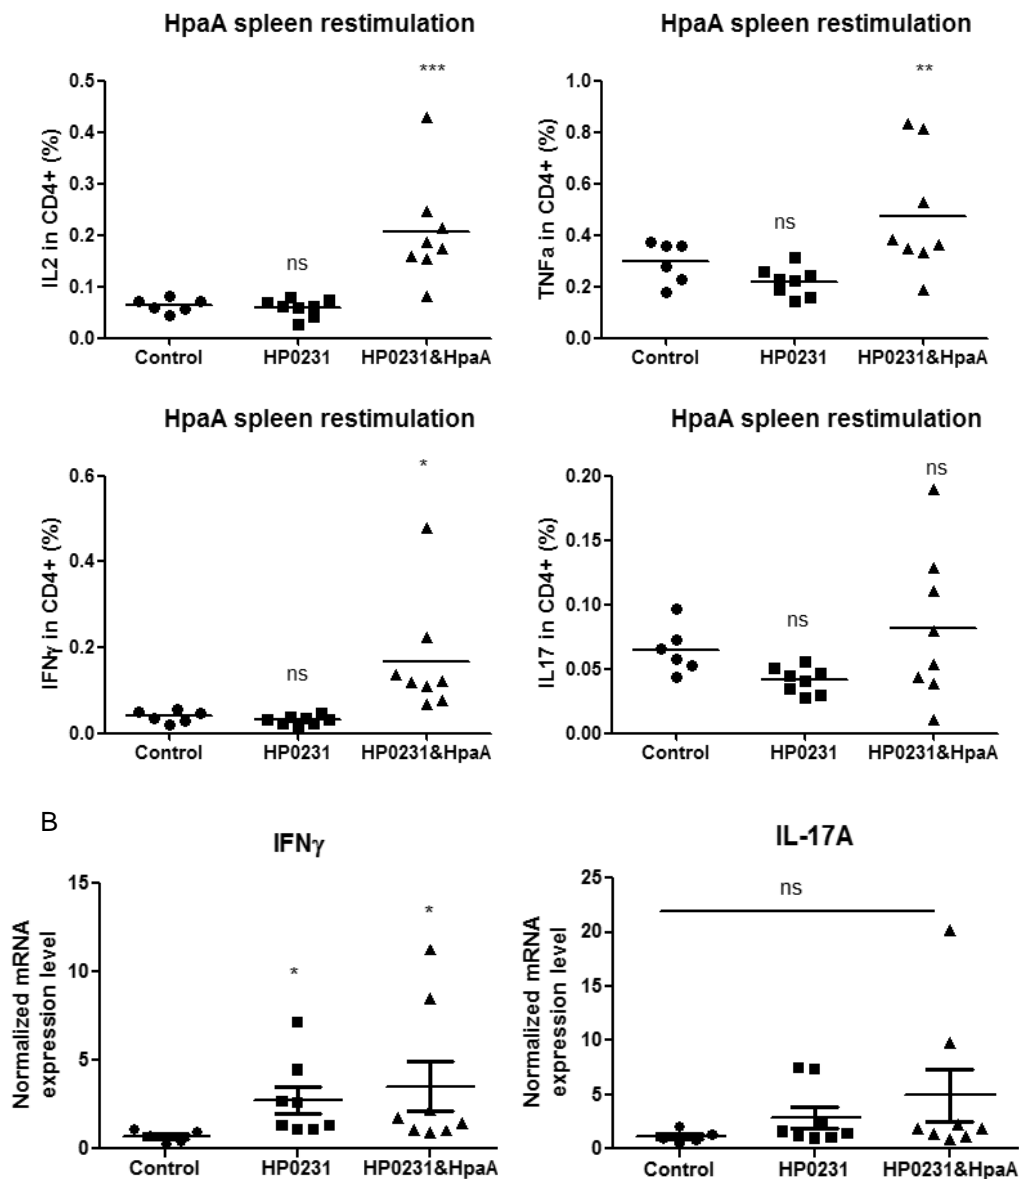 HpaA spleen restimulation
***
IL2 in CD4+ (%)
0.5
0.4
0.3
0.2
0.1
0.0
ns
Control
HP0231
HP0231&HpaA
HpaA spleen restimulation
**
TNFa in CD4+ (%)
1.0
0.8
0.6
0.4
0.2
0.0
ns
Control
HP0231
HP0231&HpaA
HpaA spleen restimulation
*
IFNγ in CD4+ (%)
0.6
0.4
0.2
0.0
ns
Control
HP0231
HP0231&HpaA
HpaA spleen restimulation
ns
IL17 in CD4+ (%)
0.20
0.15
0.10
0.05
0.00
ns
Control
HP0231
HP0231&HpaA
B
IFNγ
Normalized mRNA
expression level
15
10
5
0
*
*
Control
HP0231
HP0231&HpaA
IL-17A
Normalized mRNA
expression level
25
20
15
10
5
0
ns
Control
HP0231
HP0231&HpaA